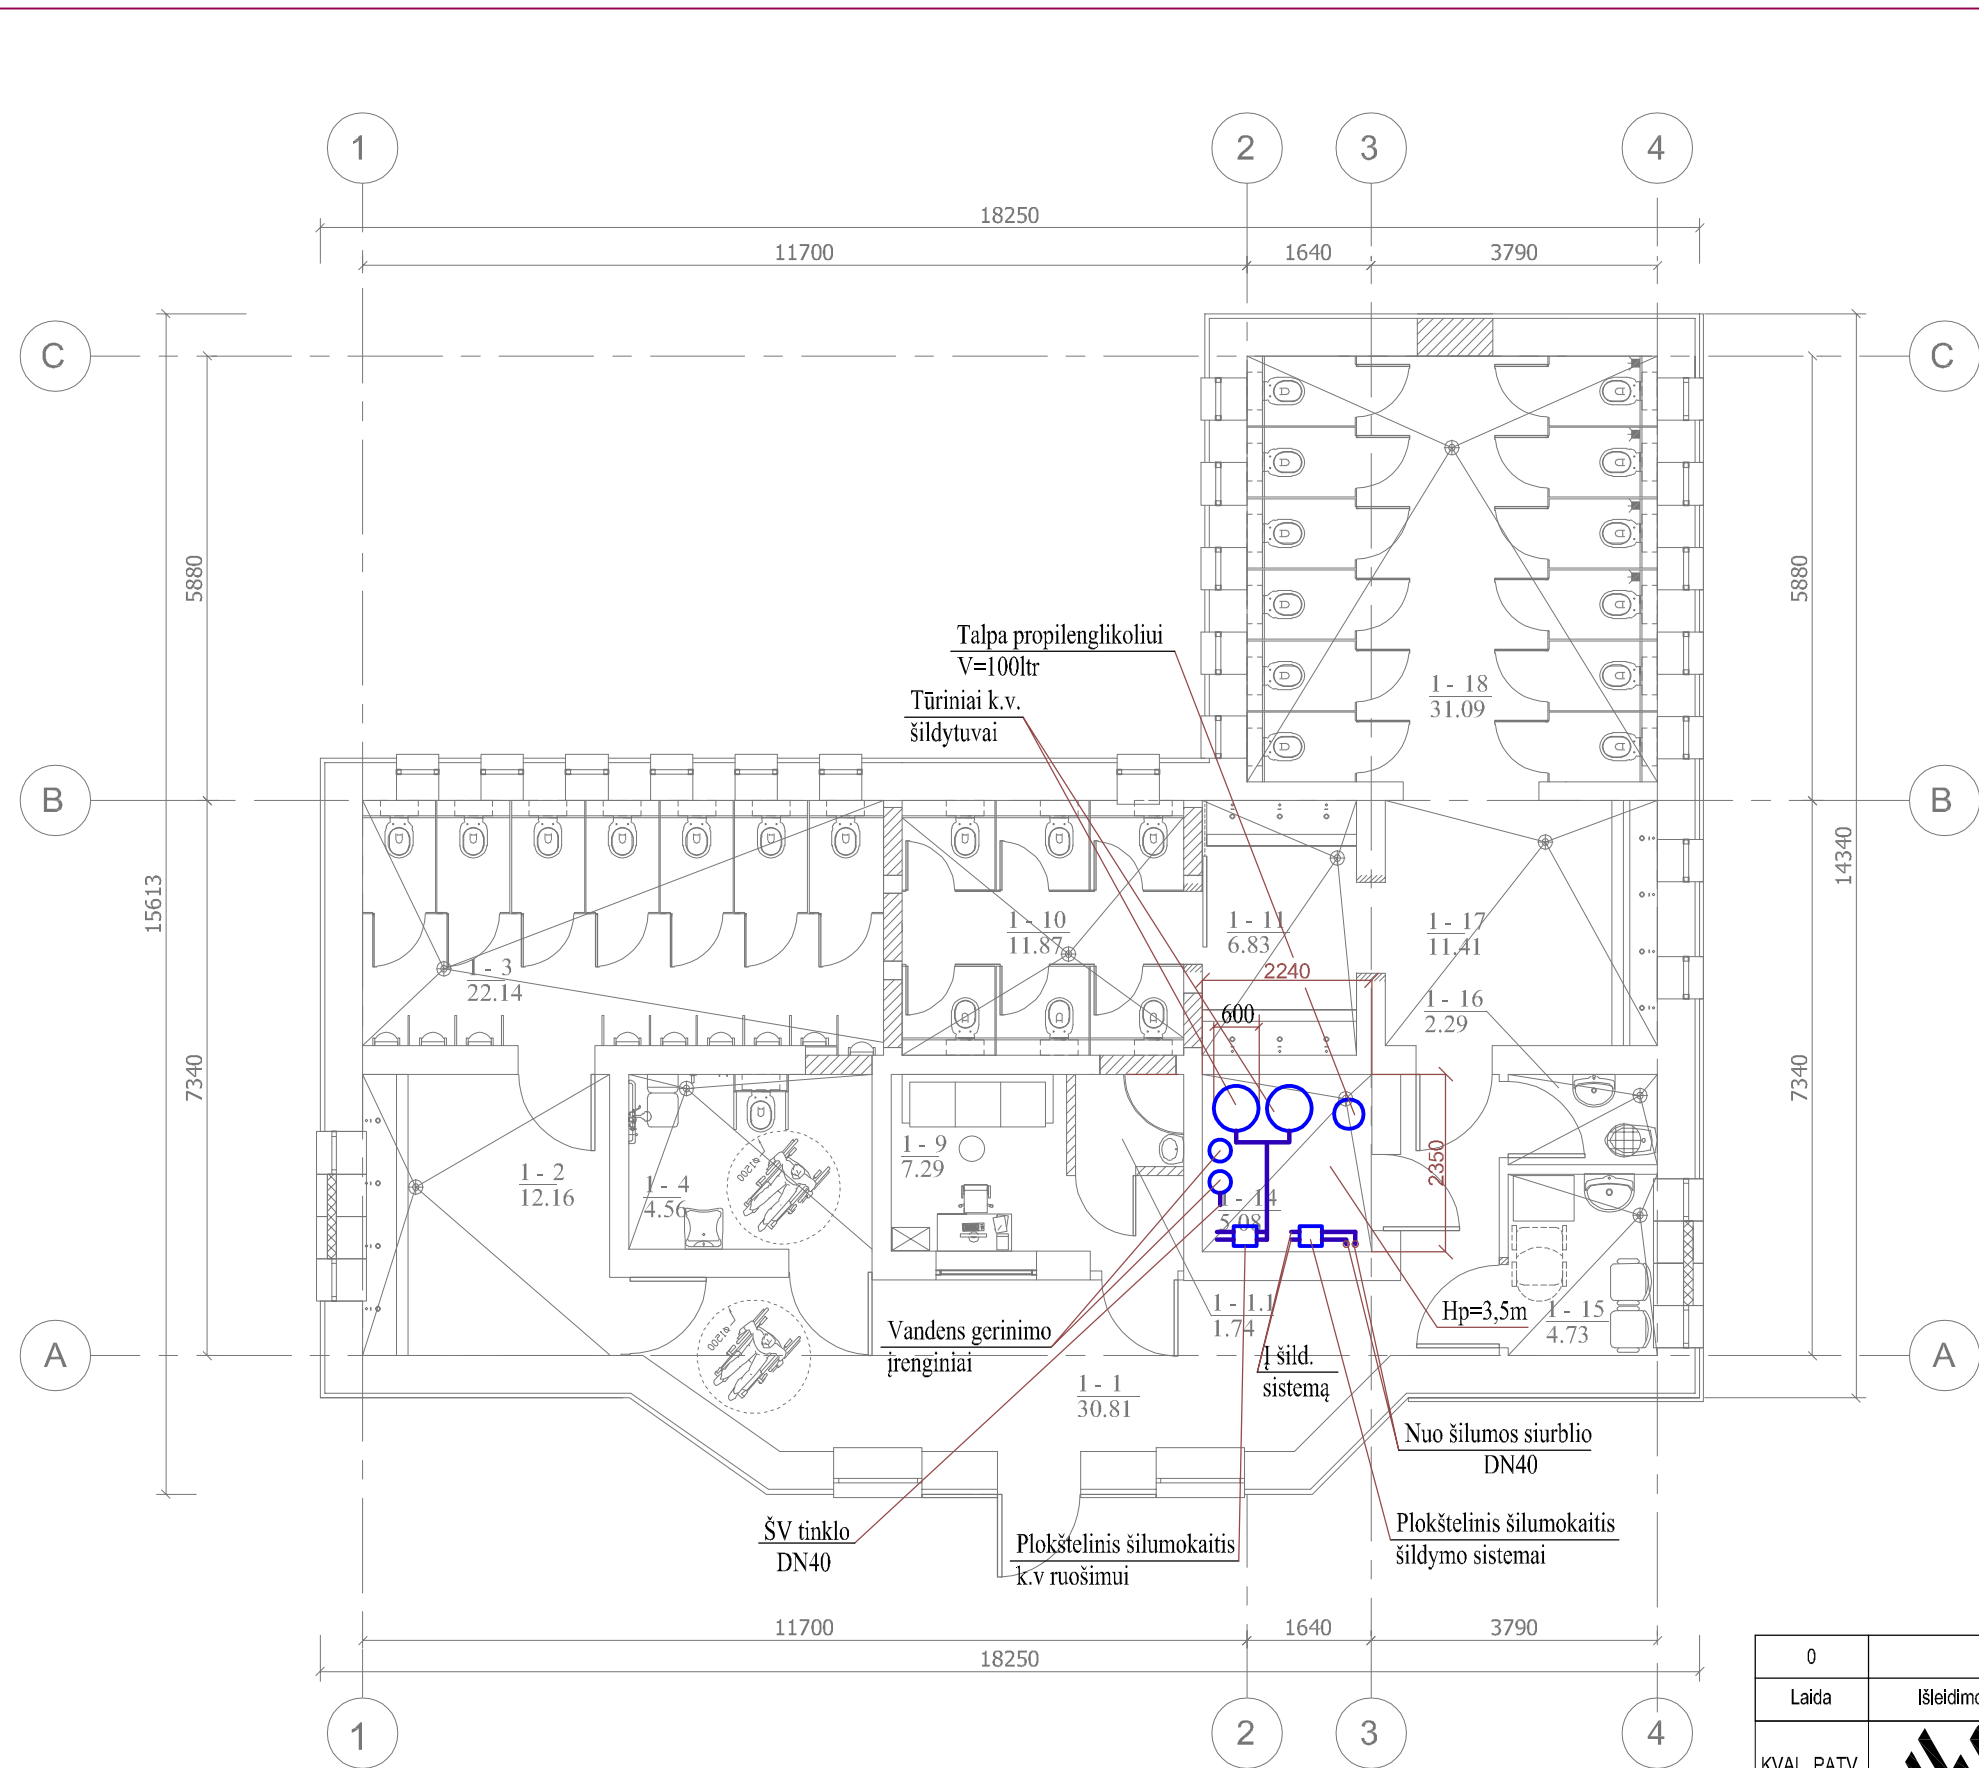 1
2
3
4
18250
11700
1640
3790
C
C
5880
5880
Talpa propilenglikoliui
V=100ltr
Tūriniai k.v.
šildytuvai
1 - 18
31.09
B
B
15613
14340
1 - 3
22.14
1 - 10
11.87
1 - 11
6.83
1 - 17
11.41
2240
1 - 16
2.29
600
7340
7340
1 - 2
12.16
1 - 4
4.56
Ø1500
1 - 9
7.29
2350
1 - 14
5.08
Ø1500
1 - 1.1
1.74
Hp=3,5m
1 - 15
4.73
Vandens gerinimo
įrenginiai
Į šild.
sistemą
A
A
1 - 1
30.81
Nuo šilumos siurblio
DN40
ŠV tinklo
DN40
Plokštelinis šilumokaitis
k.v ruošimui
Plokštelinis šilumokaitis
šildymo sistemai
11700
1640
3790
18250
1
2
3
4
0
Laida
Išleidimo
KVAL. PATV.